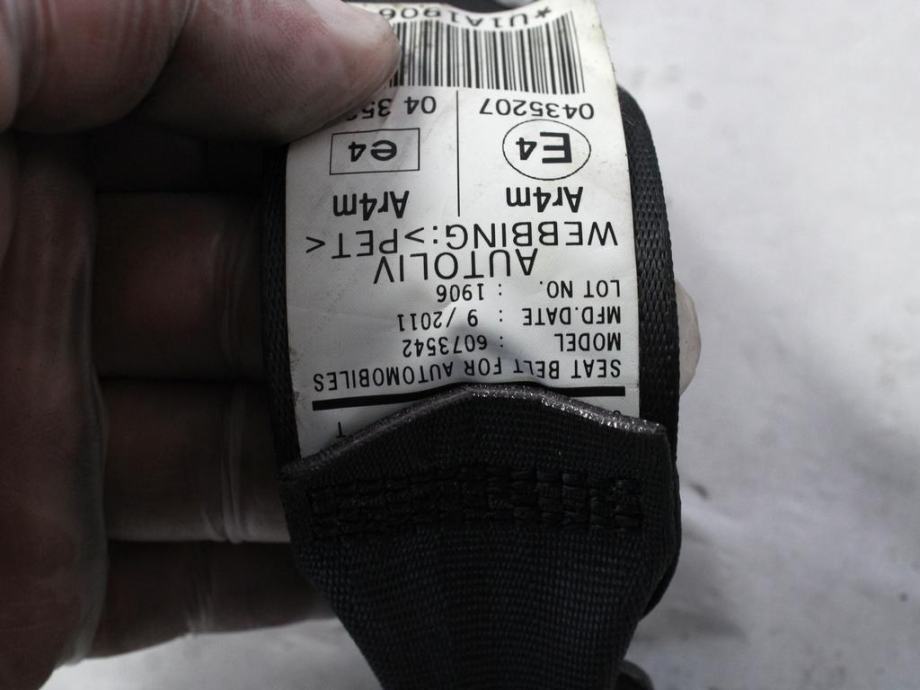 SEAT BELT FOR AUTOMOBILES
MODEL : 6073542
MFD.DATE : 9 / 2011
LOT NO. : 1906
AUTOLIV
WEBBING:>PET<
Ar4m Ar4m
E4 e4
0435207 04 353
*U1A1906